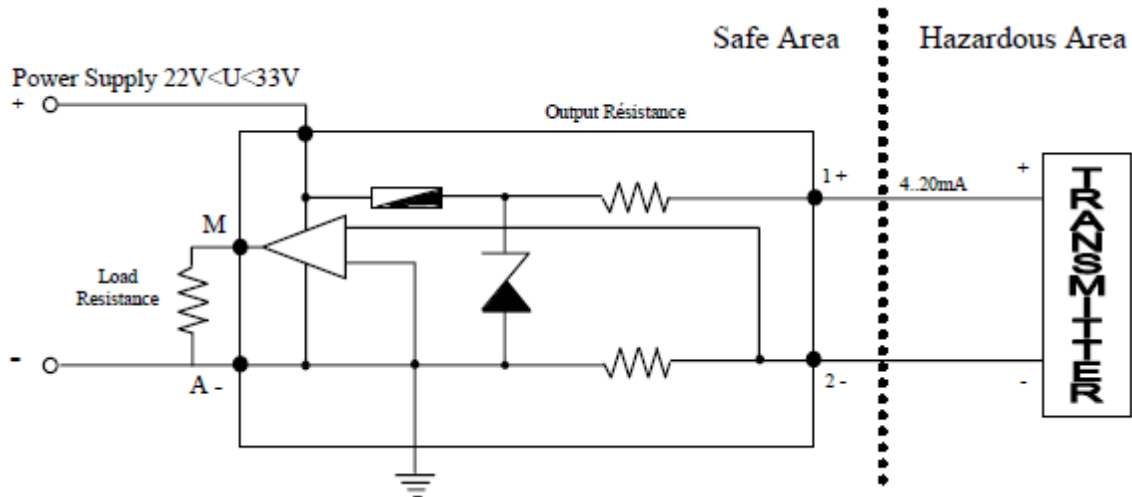 Safe Area
Hazardous Area
Power Supply 22V<U<33V
+
Output Résistance
1 +
4..20mA
+
M
Load
Resistance
-
A -
2 -
-
TRANSMITTER